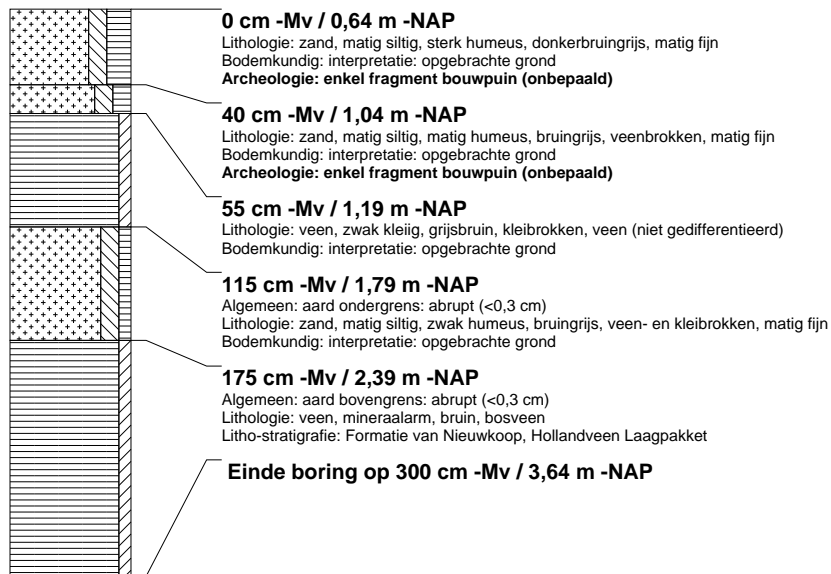 0 cm -Mv / 0,64 m -NAP
Lithologie: zand, matig siltig, sterk humeus, donkerbruingrijs, matig fijn
Bodemkundig: interpretatie: opgebrachte grond
Archeologie: enkel fragment bouwpuin (onbepaald)
40 cm -Mv / 1,04 m -NAP
Lithologie: zand, matig siltig, matig humeus, bruingrijs, veenbrokken, matig fijn
Bodemkundig: interpretatie: opgebrachte grond
Archeologie: enkel fragment bouwpuin (onbepaald)
55 cm -Mv / 1,19 m -NAP
Lithologie: veen, zwak kleiig, grijsbruin, kleibrokken, veen (niet gedifferentieerd)
Bodemkundig: interpretatie: opgebrachte grond
115 cm -Mv / 1,79 m -NAP
Algemeen: aard ondergrens: abrupt (<0,3 cm)
Lithologie: zand, matig siltig, zwak humeus, bruingrijs, veen- en kleibrokken, matig fijn
Bodemkundig: interpretatie: opgebrachte grond
175 cm -Mv / 2,39 m -NAP
Algemeen: aard bovengrens: abrupt (<0,3 cm)
Lithologie: veen, mineraalarm, bruin, bosveen
Litho-stratigrafie: Formatie van Nieuwkoop, Hollandveen Laagpakket
Einde boring op 300 cm -Mv / 3,64 m -NAP